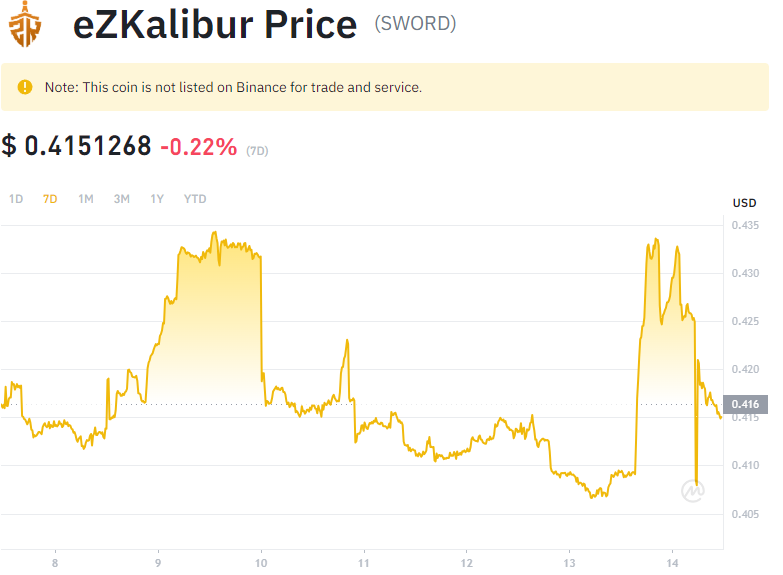 eZKalibur Price (SWORD)
Note: This coin is not listed on Binance for trade and service.
$ 0.4151268 -0.22% (7D)
1D 7D 1M 3M 1Y YTD
USD
0.435
0.430
0.425
0.420
0.416
0.415
0.410
0.405
8 9 10 11 12 13 14